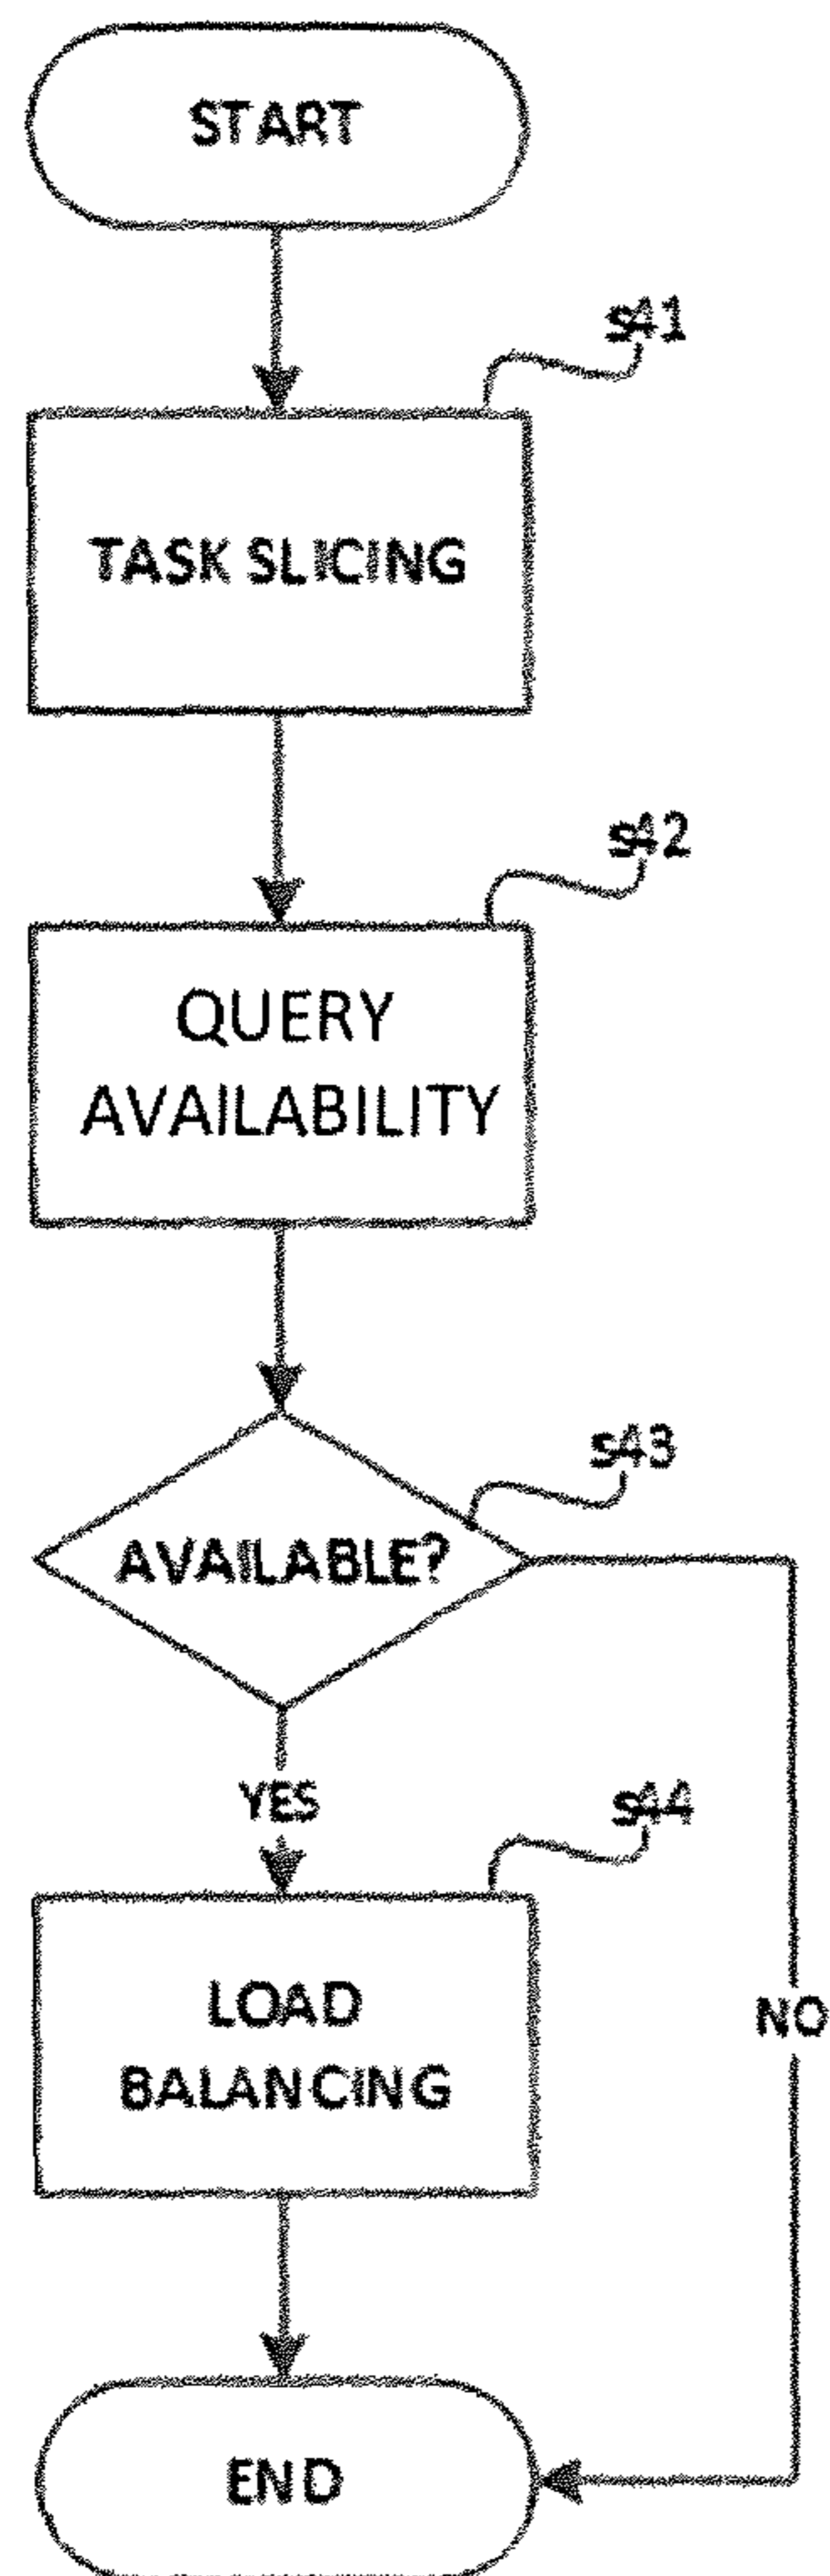 START
s41
TASK SLICING
s42
QUERY
AVAILABILITY
s43
AVAILABLE?
YES
s44
LOAD
BALANCING
NO
END